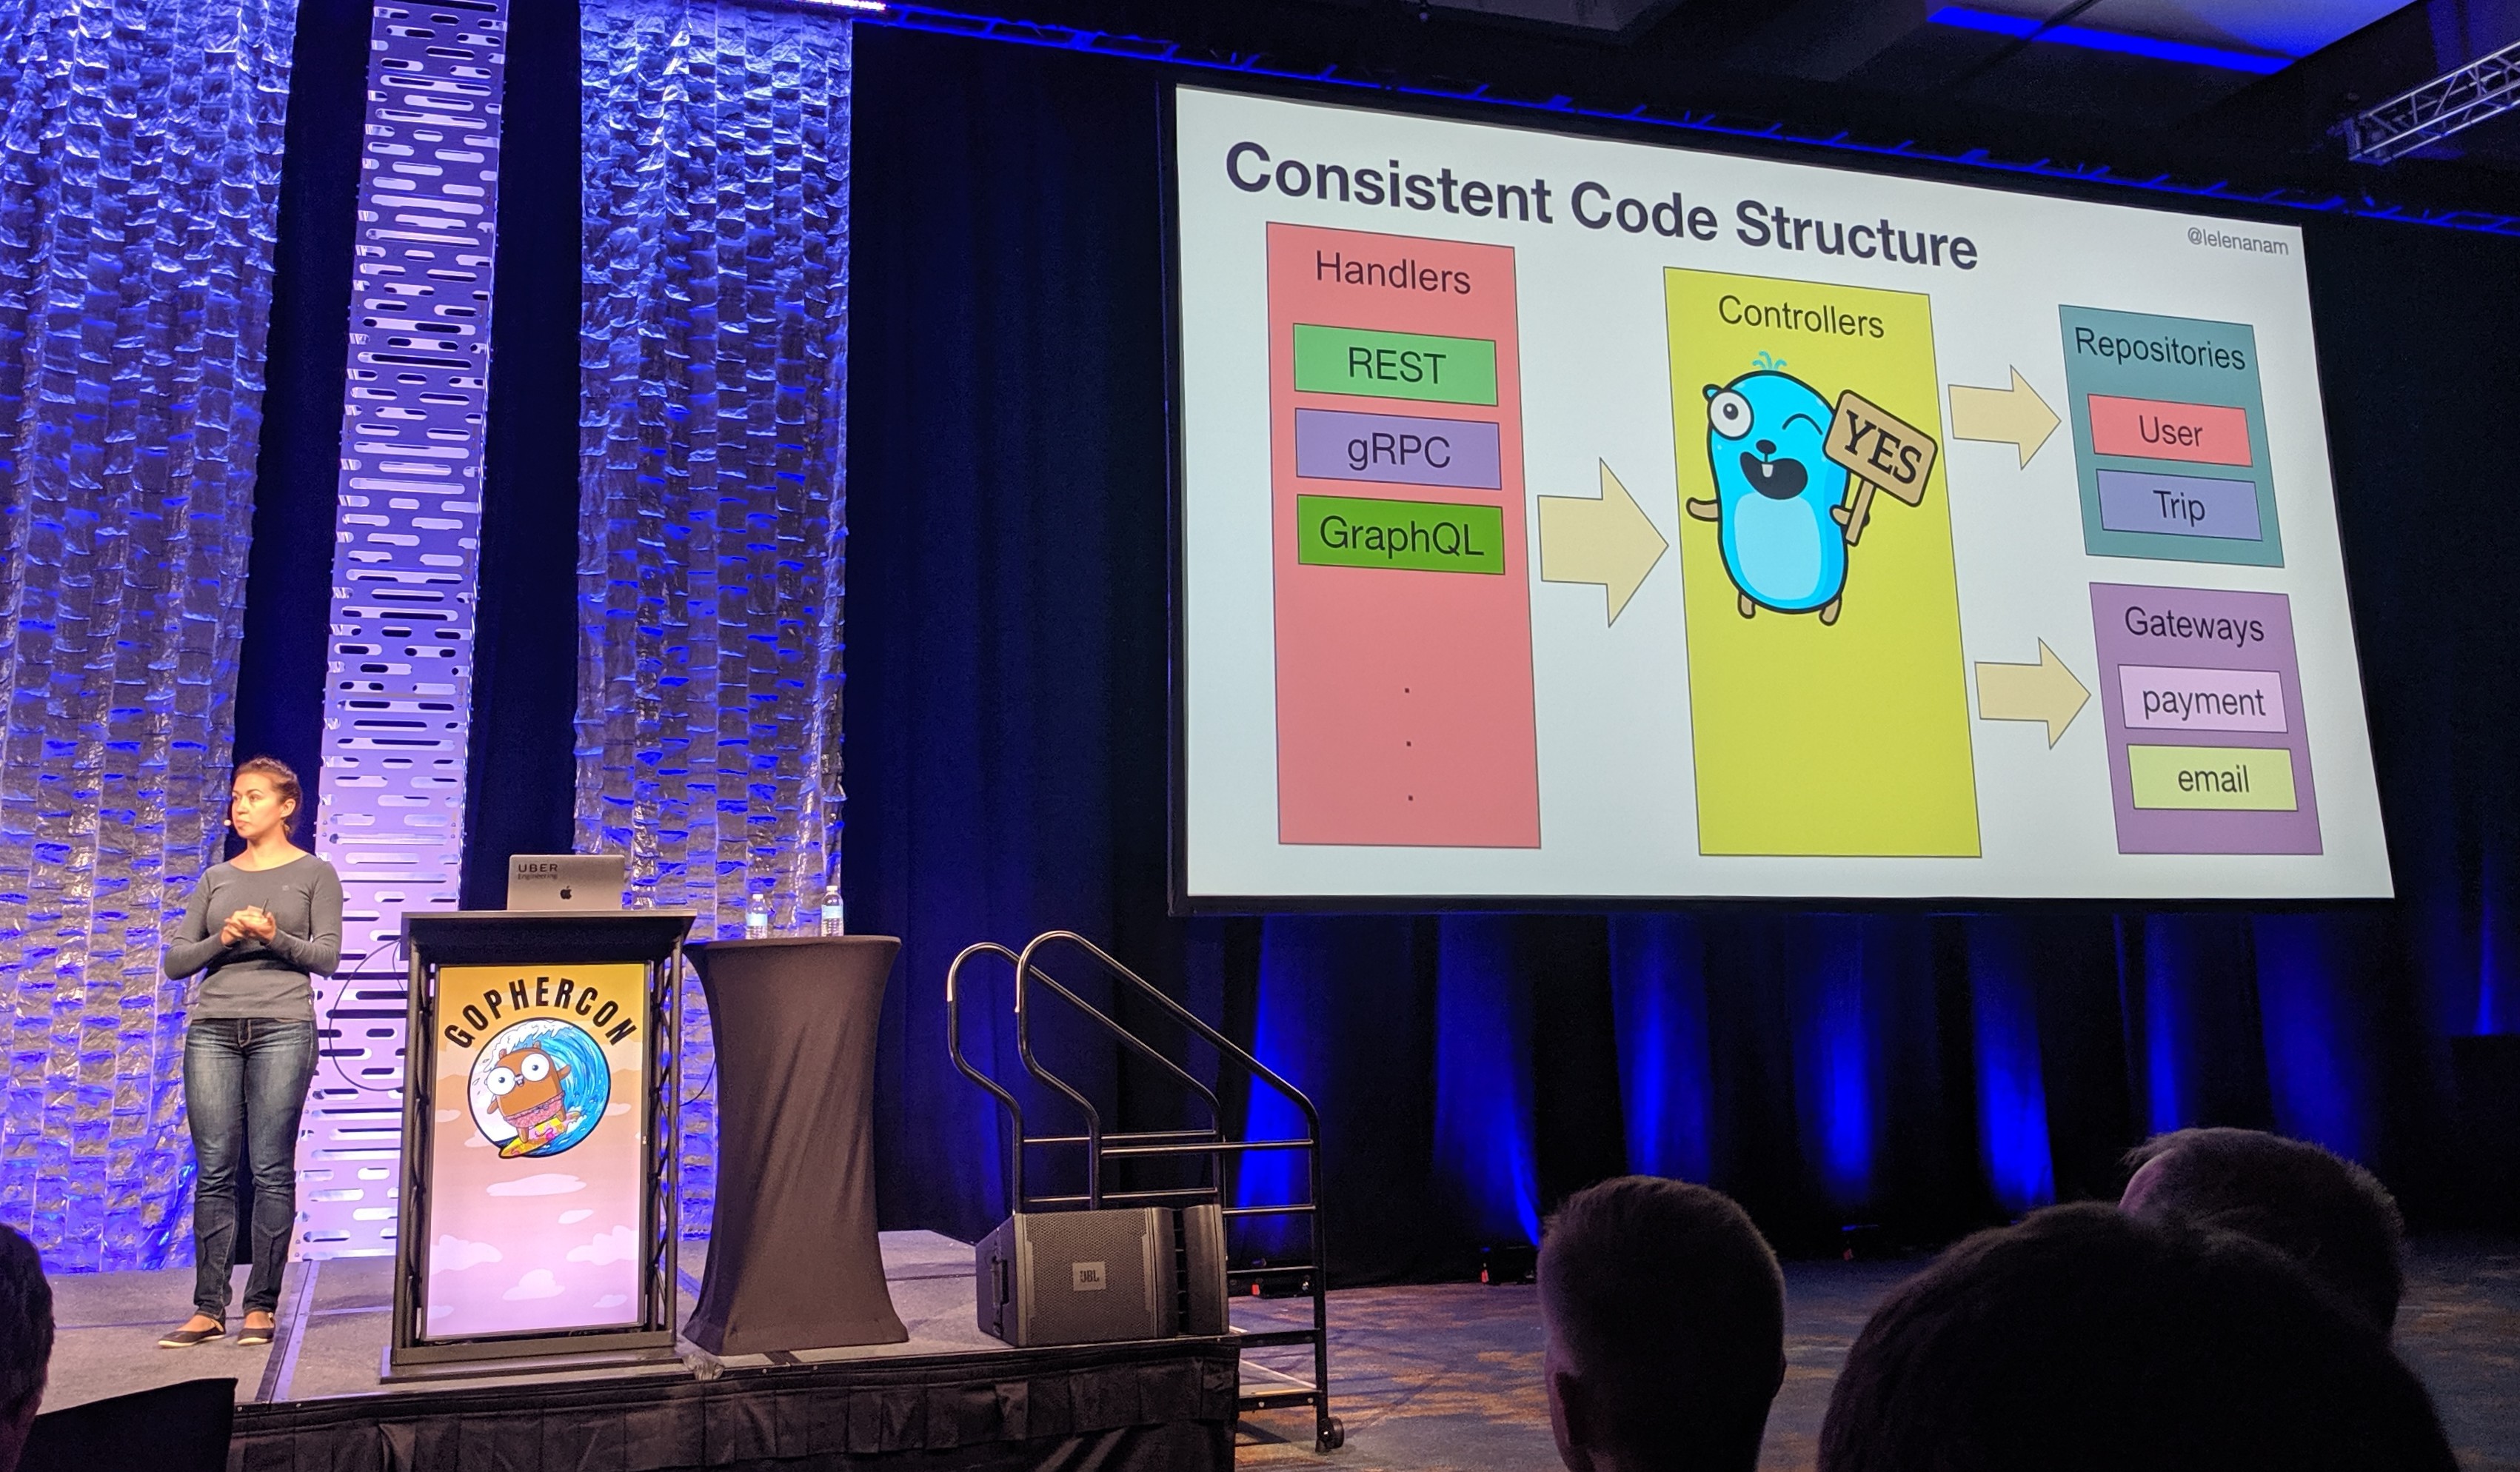 Consistent Code Structure
@lelenanam
Handlers
REST
gRPC
GraphQL
.
.
.
Controllers
YES
Repositories
User
Trip
Gateways
payment
email
UBER
Engineering
GOPHERCON
JBL